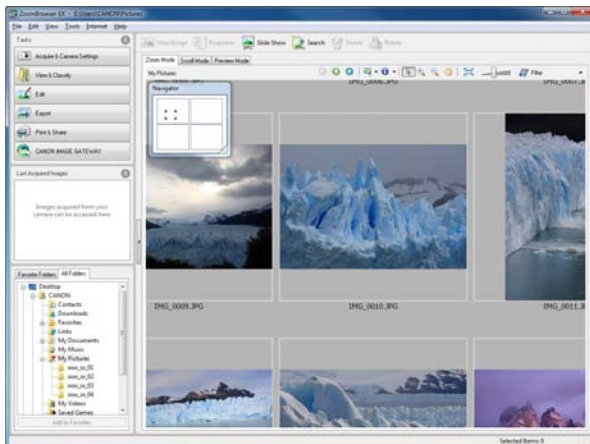 ZoomBrowser EX - E:\Users\CANON\Pictures
File Edit View Tools Internet Help
Tasks
Acquire & Camera Settings
View & Classify
Edit
Export
Print & Share
CANON IMAGE GATEWAY
Last Acquired Images
Images acquired from your
camera can be accessed here.
Favorite Folders All Folders
Desktop
CANON
Contacts
Downloads
Favorites
Links
My Documents
My Music
My Pictures
My Videos
Saved Games
Add to Favorites
View Image Properties Slide Show Search Delete Rotate
Zoom Mode Scroll Mode Preview Mode
My Pictures
Filter
Navigator
IMG_0006.JPG
IMG_0007.J
IMG_0009.JPG
IMG_0010.JPG
IMG_0011.J
Selected Items: 0